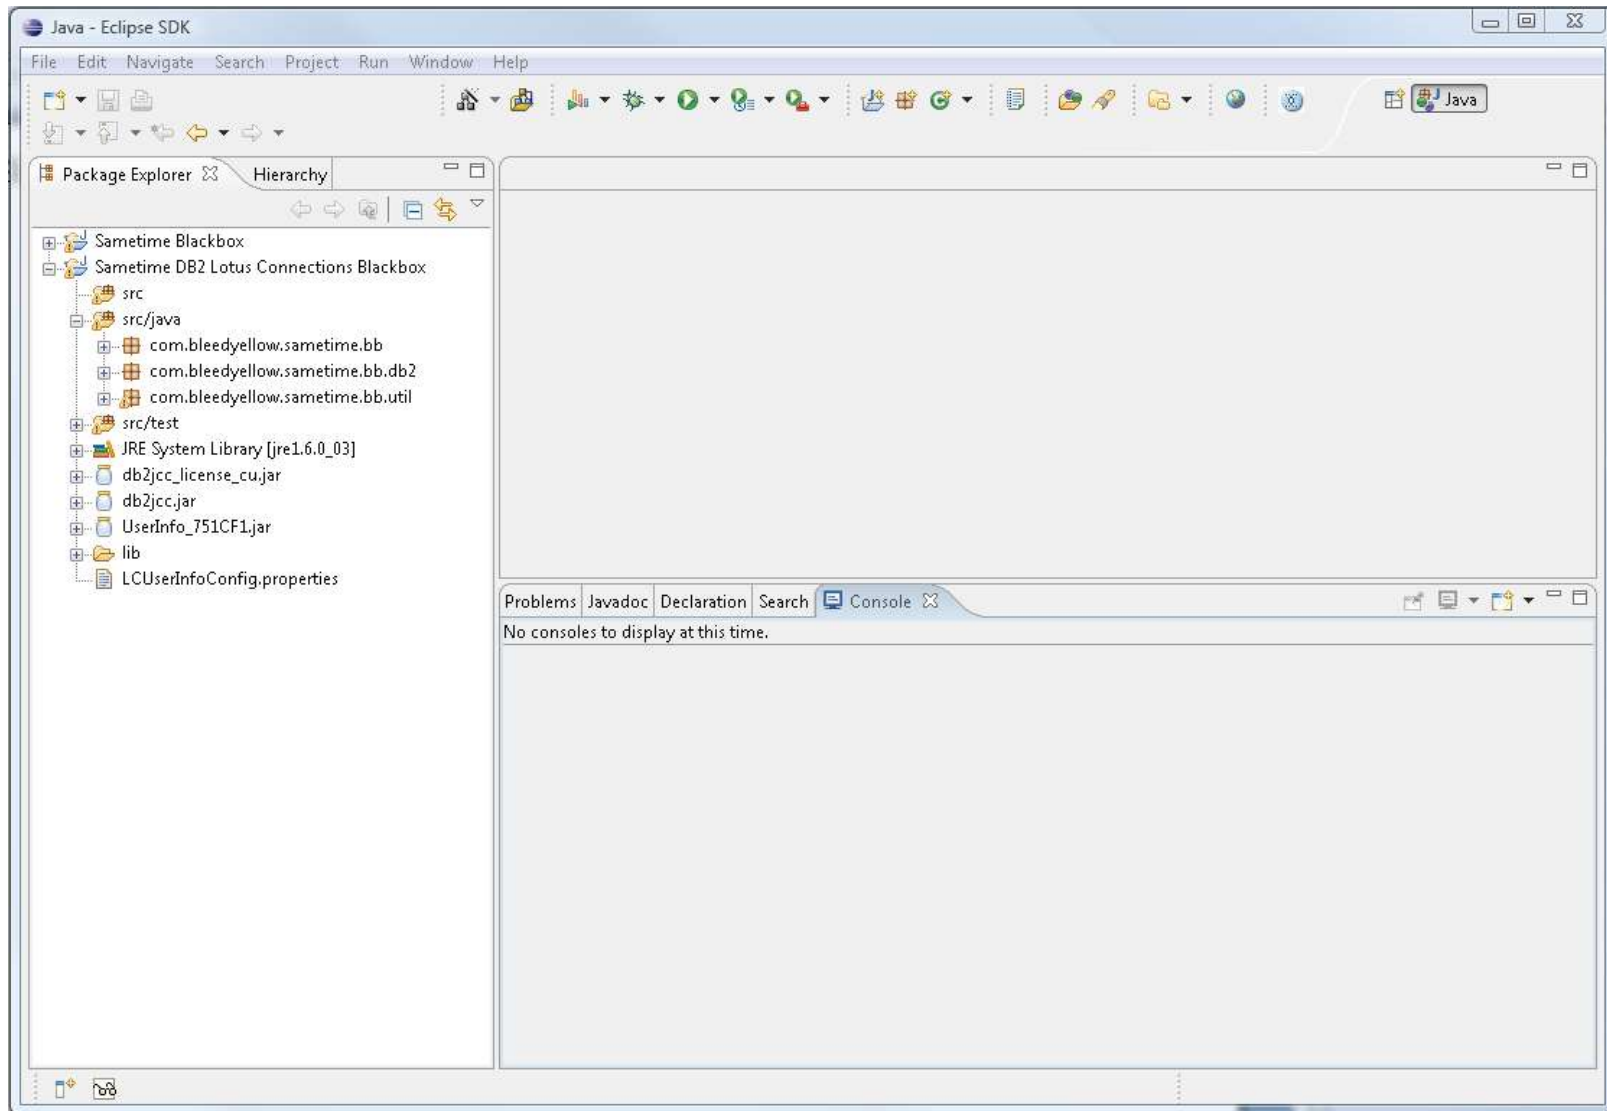 Java - Eclipse SDK
File Edit Navigate Search Project Run Window Help
Java
Package Explorer Hierarchy
Sametime Blackbox
Sametime DB2 Lotus Connections Blackbox
src
src/java
com.bleedyellow.sametime.bb
com.bleedyellow.sametime.bb.db2
com.bleedyellow.sametime.bb.util
src/test
JRE System Library [jre1.6.0_03]
db2jcc_license_cu.jar
db2jcc.jar
UserInfo_751CF1.jar
lib
LCUserInfoConfig.properties
Problems Javadoc Declaration Search Console
No consoles to display at this time.